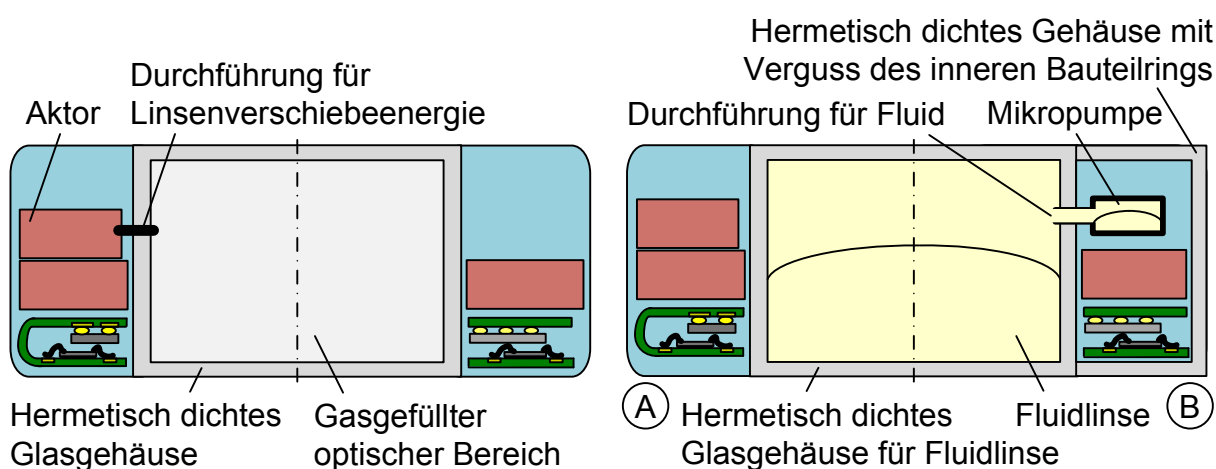 Durchführung für
Aktor Linsenverschiebeenergie
Hermetisch dichtes Glasgehäuse
Gasgefüllter optischer Bereich
Hermetisch dichtes Gehäuse mit
Verguss des inneren Bauteilrings
Durchführung für Fluid Mikropumpe
A
Hermetisch dichtes
Glasgehäuse für Fluidlinse
Fluidlinse
B